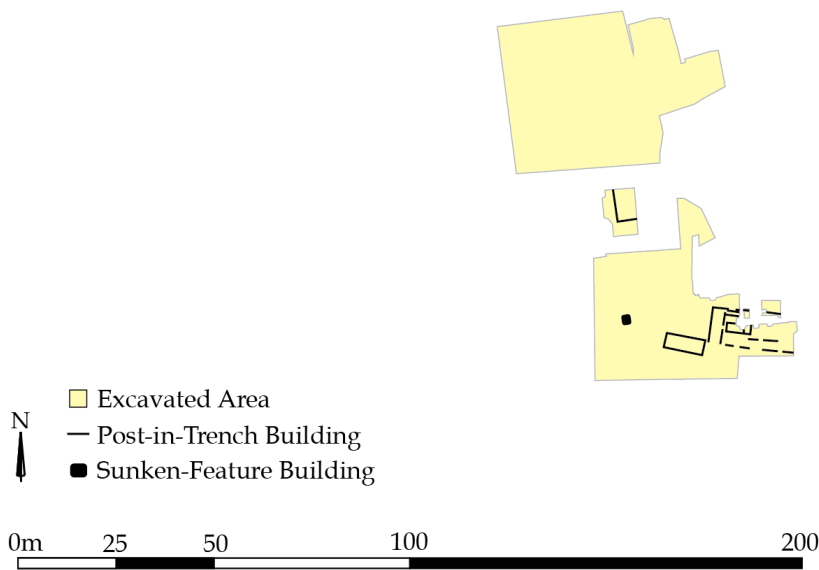 Excavated Area
N
Post-in-Trench Building
Sunken-Feature Building
0m 25 50 100 200